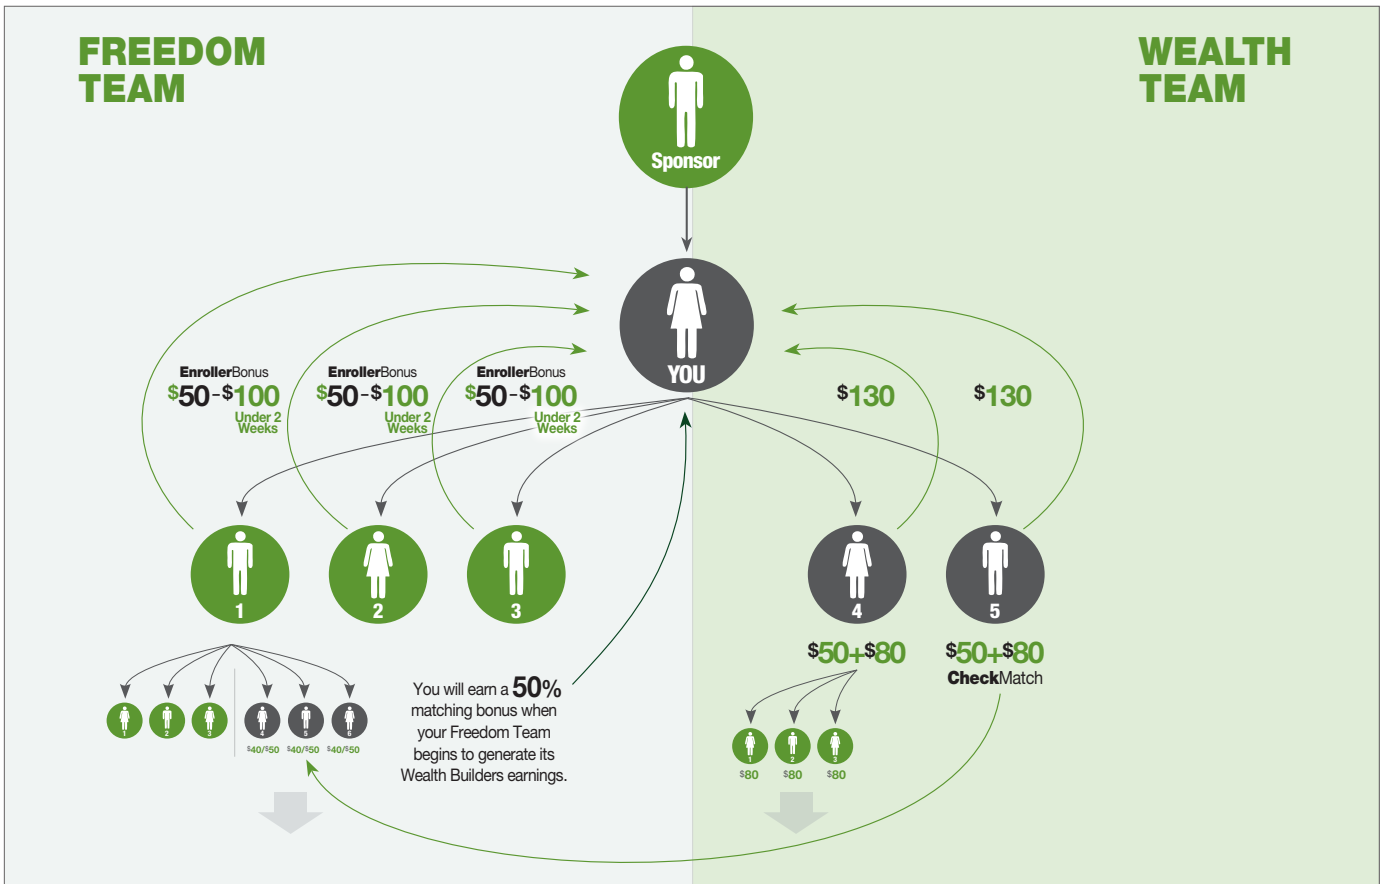 FREEDOM
TEAM
WEALTH
TEAM
Sponsor
YOU
EnrollerBonus
$50-$100
Under 2
Weeks
EnrollerBonus
$50-$100
Under 2
Weeks
EnrollerBonus
$50-$100
Under 2
Weeks
$130
$130
1
2
3
4
5
$50+$80
$50+$80
CheckMatch
You will earn a 50%
matching bonus when
your Freedom Team
begins to generate its
Wealth Builders earnings.
1
2
3
4
5
6
$40/$50
$40/$50
$40/$50
1
2
3
$80
$80
$80